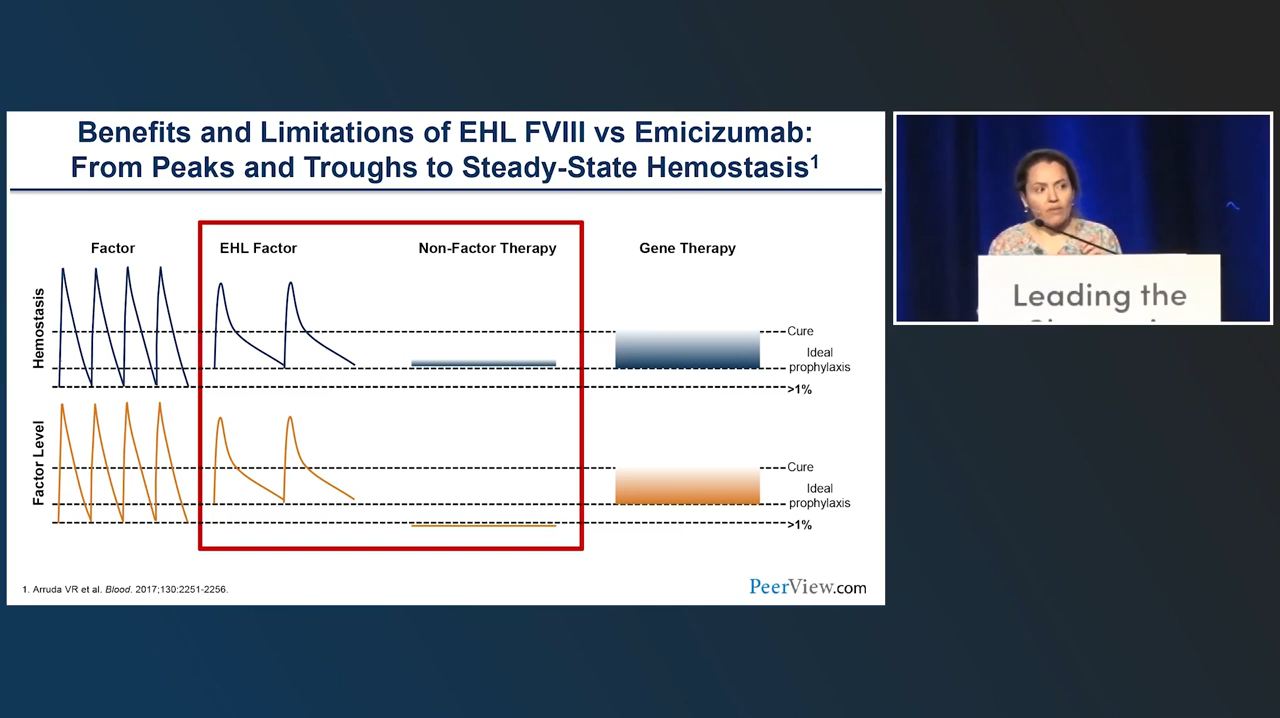 Benefits and Limitations of EHL FVIII vs Emicizumab:
From Peaks and Troughs to Steady-State Hemostasis1
Factor
EHL Factor
Non-Factor Therapy
Gene Therapy
Hemostasis
Cure
Ideal
prophylaxis
>1%
Factor Level
Cure
Ideal
prophylaxis
>1%
1. Arruda VR et al. Blood. 2017;130:2251-2256.
PeerView.com
Leading the